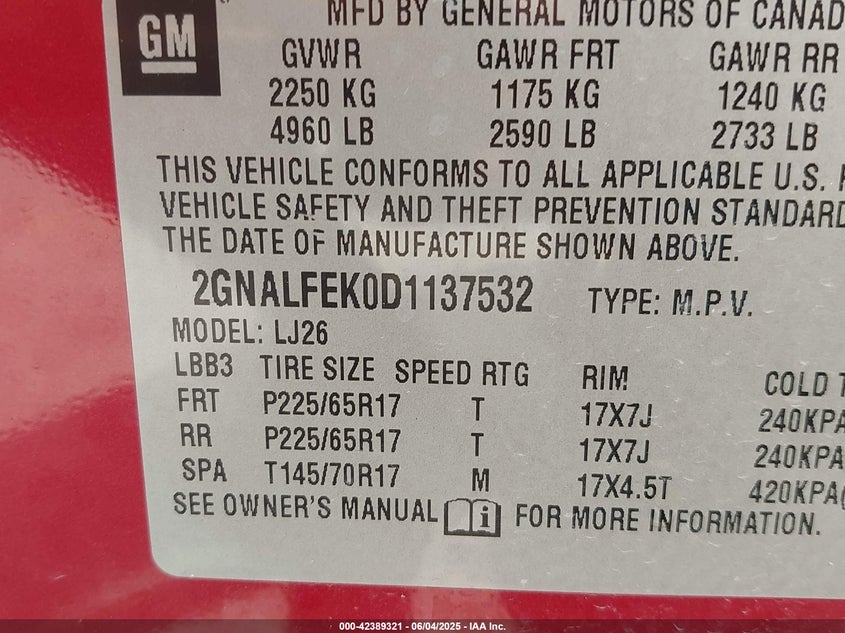 GM
MFD BY GENERAL MOTORS OF CANAD
GVWR GAWR FRT GAWR RR
2250 KG 1175 KG 1240 KG
4960 LB 2590 LB 2733 LB
THIS VEHICLE CONFORMS TO ALL APPLICABLE U.S.
VEHICLE SAFETY AND THEFT PREVENTION STANDARD
THE DATE OF MANUFACTURE SHOWN ABOVE.
2GNALFEK0D1137532 TYPE: M.P.V.
MODEL: LJ26
LBB3 TIRE SIZE SPEED RTG RIM COLD T
FRT P225/65R17 T 17X7J 240KPA
RR P225/65R17 T 17X7J 240KPA
SPA T145/70R17 M 17X4.5T 420KPA(
SEE OWNER'S MANUAL FOR MORE INFORMATION.
000-42389321 - 06/04/2025 - IAA Inc.